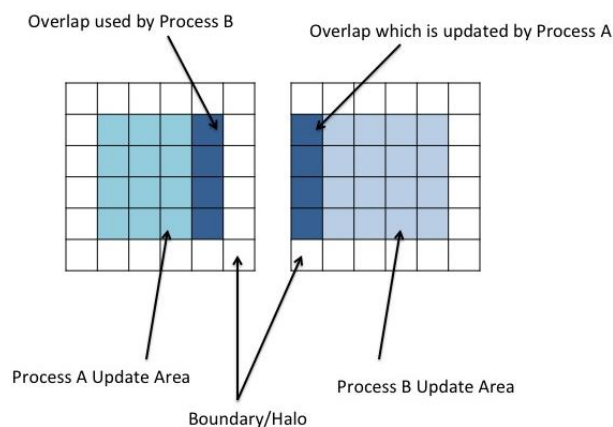 Overlap used by Process B
Overlap which is updated by Process A
Process A Update Area
Process B Update Area
Boundary/Halo